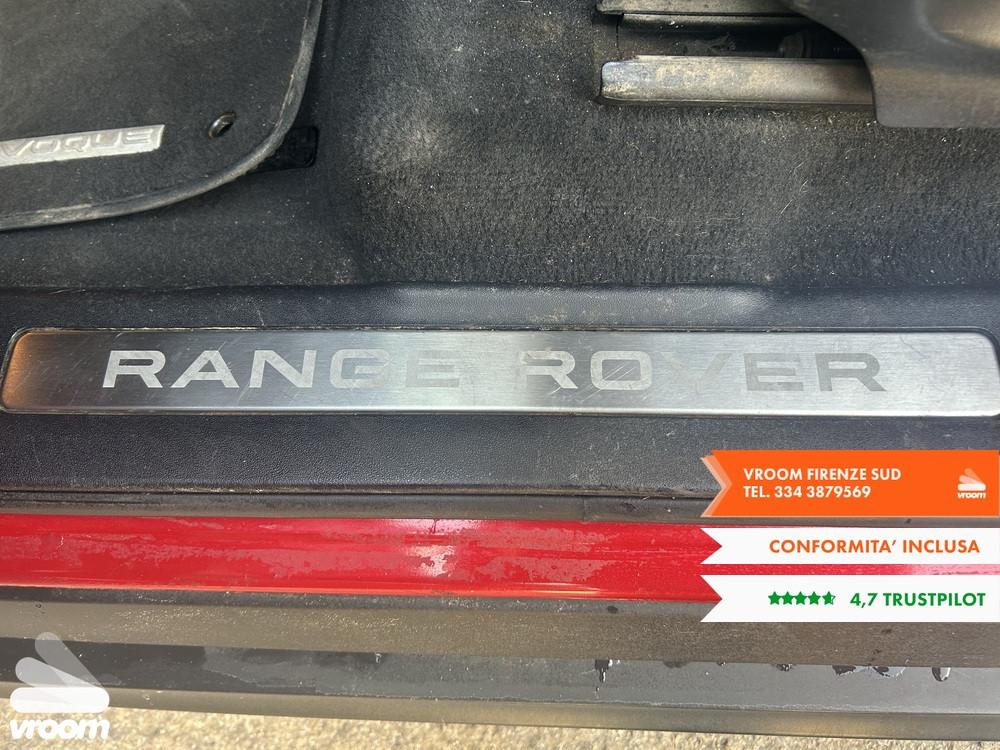 VOQUE
RANGE ROVER
VROOM FIRENZE SUD
TEL. 334 3879569
vroom
CONFORMITA’ INCLUSA
4,7 TRUSTPILOT
vroom